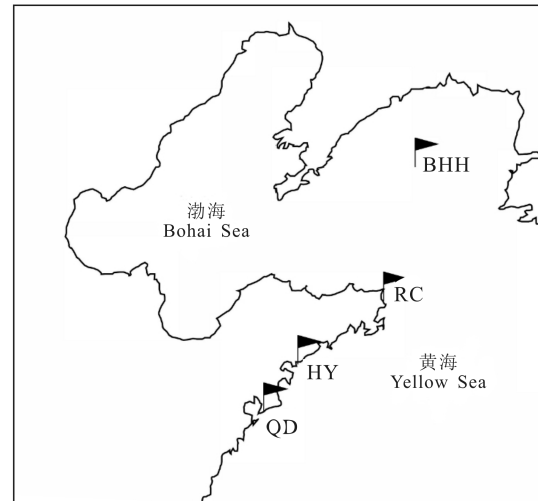 BHH
渤海
Bohai Sea
RC
HY
黄海
Yellow Sea
QD